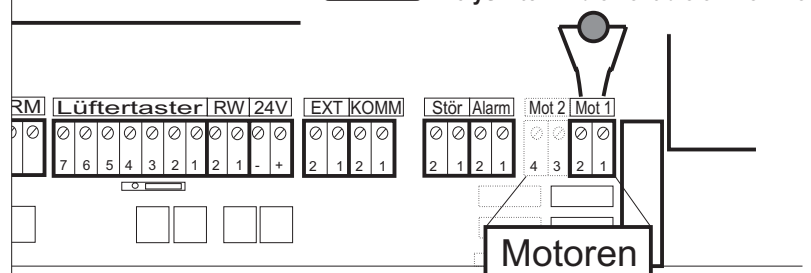 RM Lüftertaster RW 24V EXT KOMM Stör Alarm Mot 2 Mot 1
7 6 5 4 3 2 1 2 1 - + 2 1 2 1 2 1 2 1 4 3 2 1
Motoren